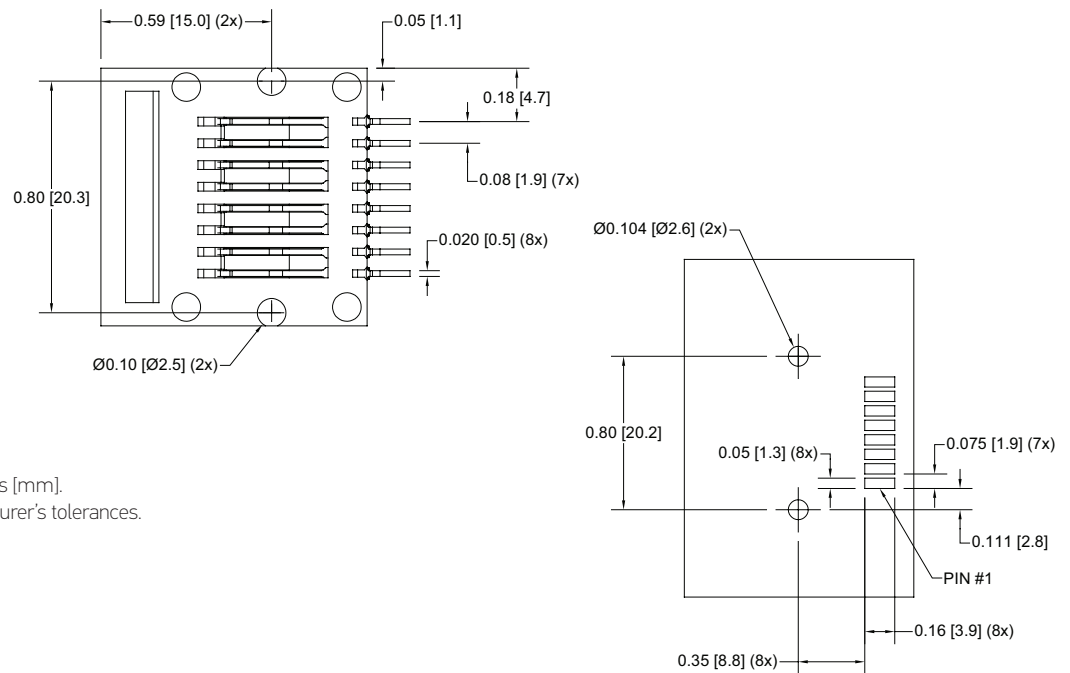 0.59 [15.0] (2x)
0.05 [1.1]
0.18 [4.7]
0.08 [1.9] (7x)
0.80 [20.3]
0.020 [0.5] (8x)
Ø0.10 [Ø2.5] (2x)
Ø0.104 [Ø2.6] (2x)
0.80 [20.2]
0.05 [1.3] (8x)
0.075 [1.9] (7x)
0.111 [2.8]
PIN #1
0.16 [3.9] (8x)
0.35 [8.8] (8x)
s [mm].
urer's tolerances.